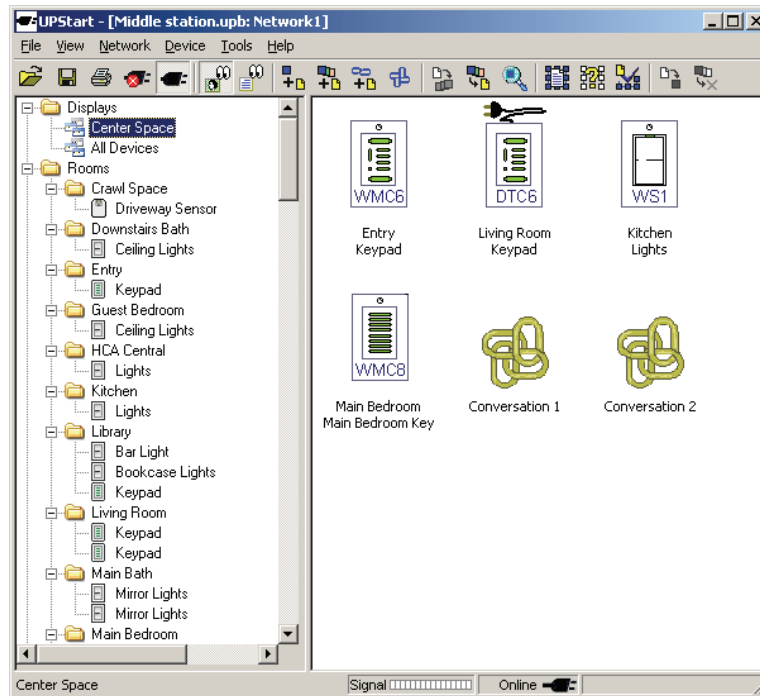 UPStart - [Middle station.upb: Network1]
File View Network Device Tools Help
Displays
Center Space
All Devices
Rooms
Crawl Space
Driveway Sensor
Downstairs Bath
Ceiling Lights
Entry
Keypad
Guest Bedroom
Ceiling Lights
HCA Central
Lights
Kitchen
Lights
Library
Bar Light
Bookcase Lights
Keypad
Living Room
Keypad
Keypad
Main Bath
Mirror Lights
Mirror Lights
Main Bedroom
WMC6
Entry
Keypad
DTC6
Living Room
Keypad
WS1
Kitchen
Lights
WMC8
Main Bedroom
Main Bedroom Key
Conversation 1
Conversation 2
Center Space
Signal
Online